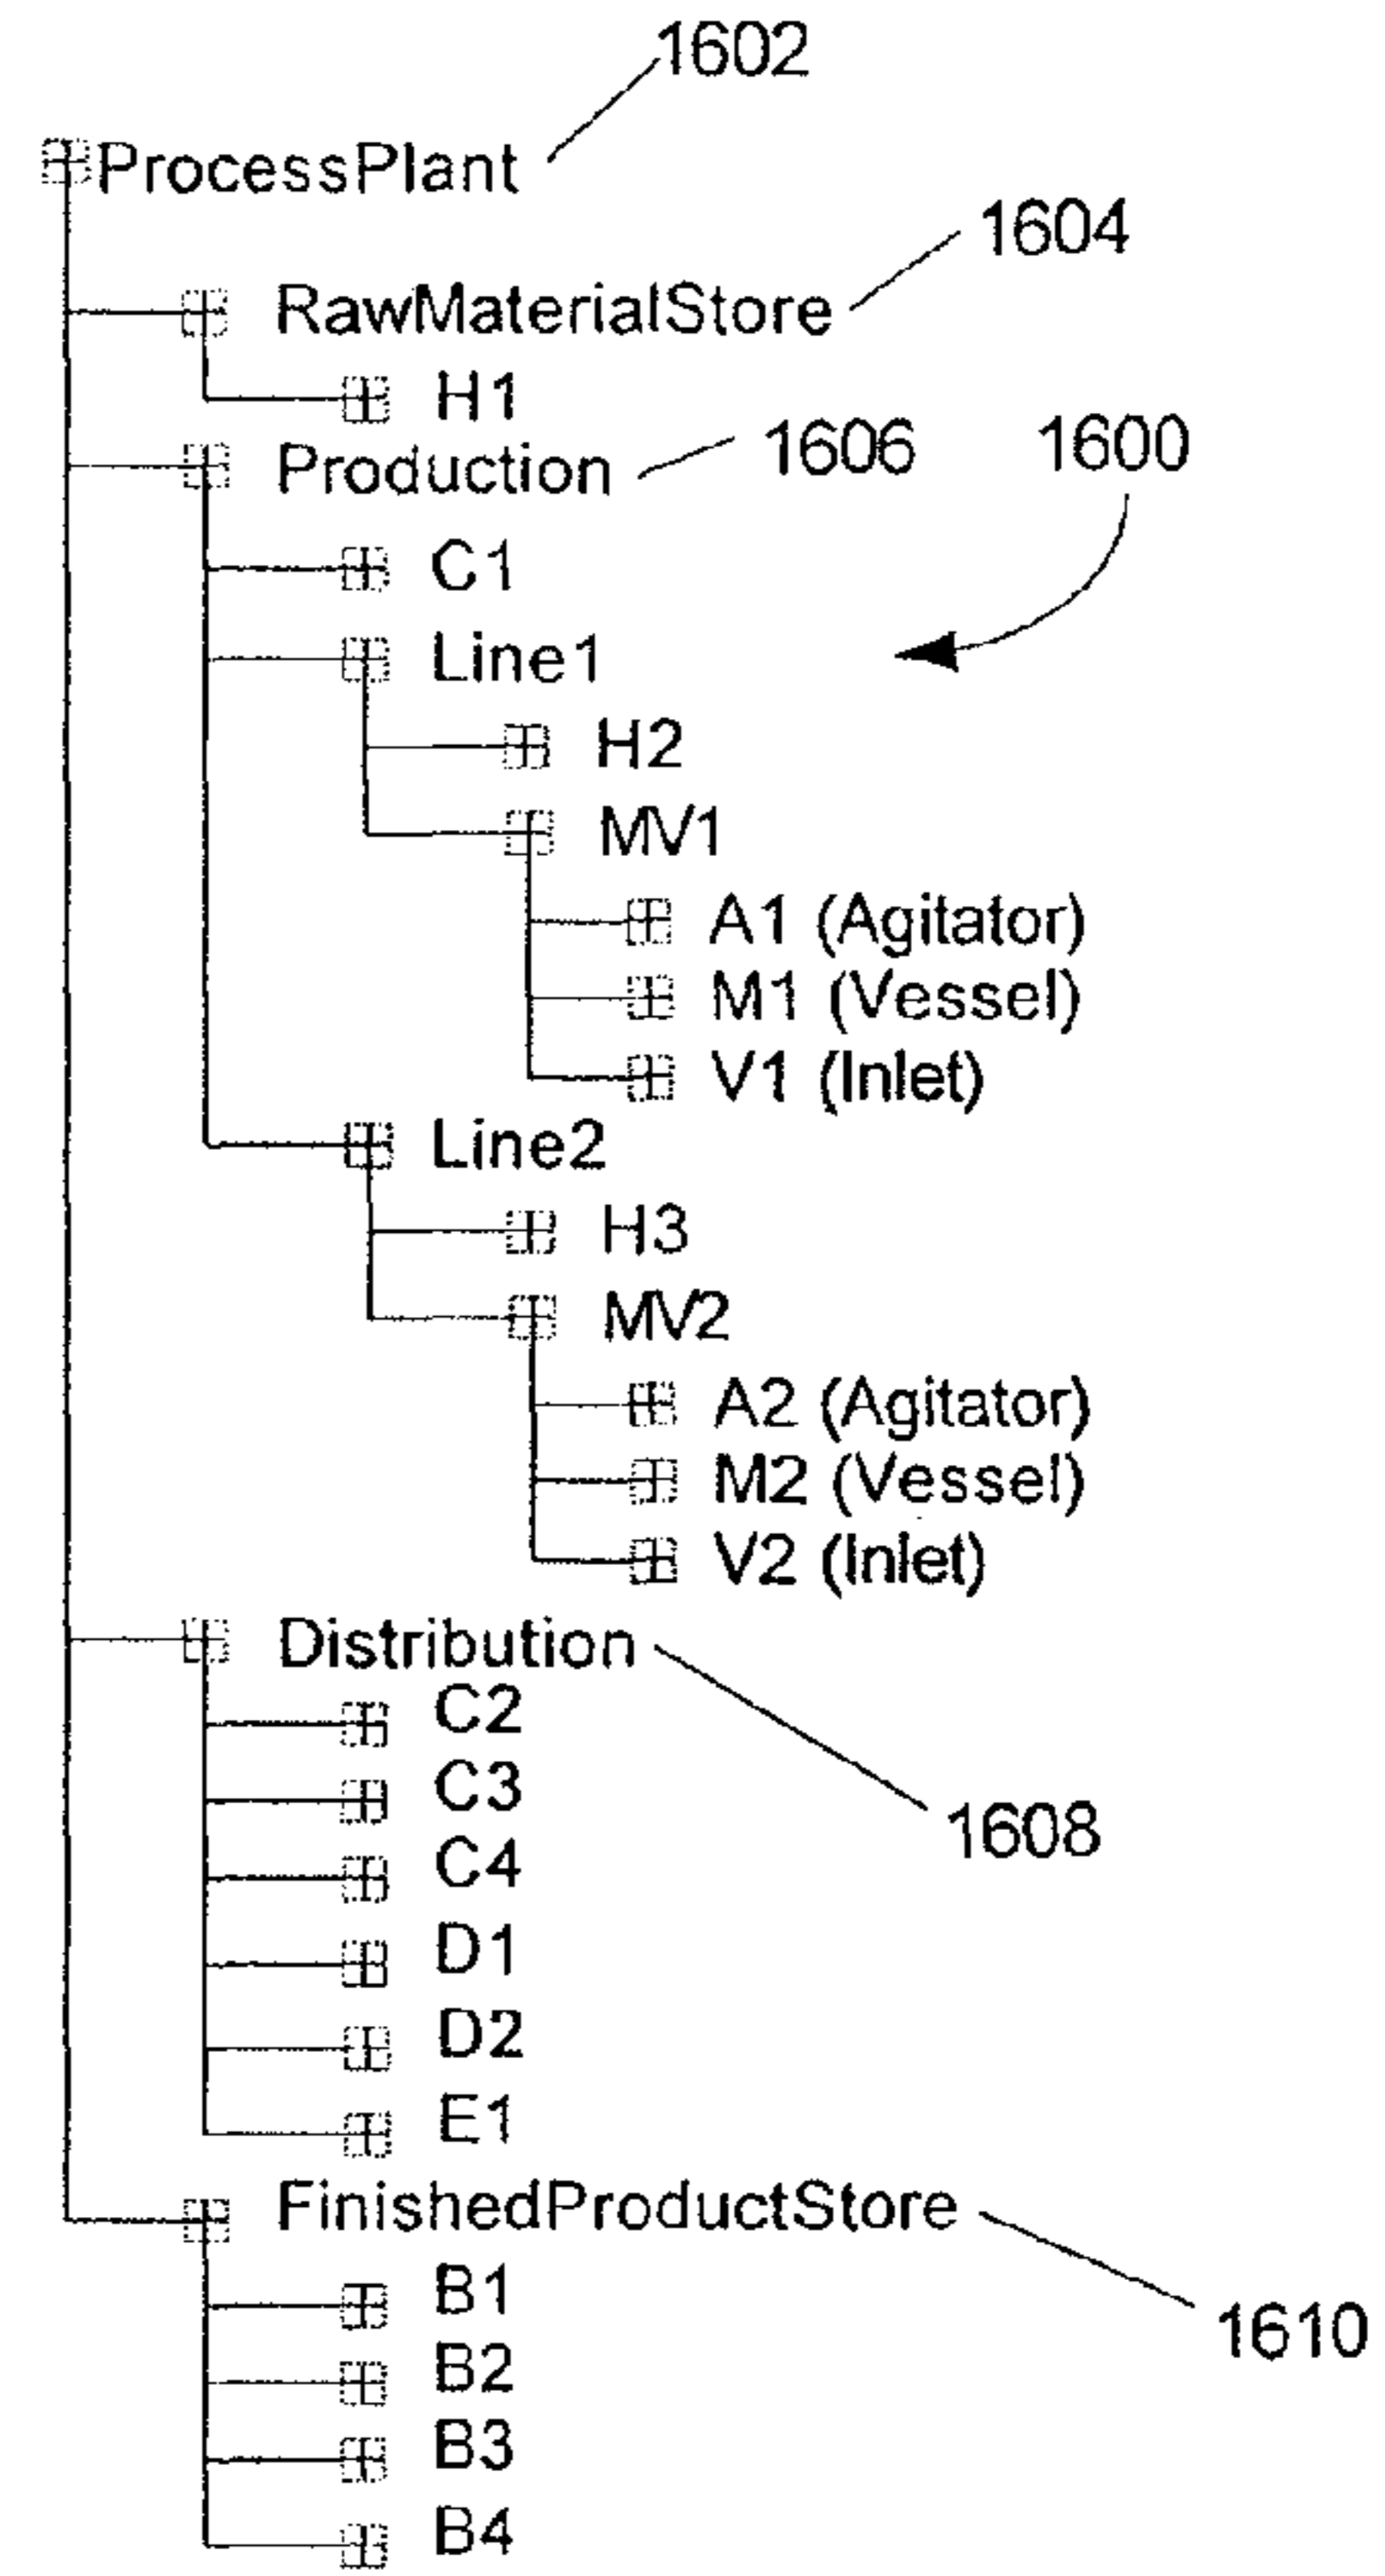 1602
ProcessPlant
1604
RawMaterialStore
H1
Production
1606
1600
C1
Line1
H2
MV1
A1 (Agitator)
M1 (Vessel)
V1 (Inlet)
Line2
H3
MV2
A2 (Agitator)
M2 (Vessel)
V2 (Inlet)
Distribution
C2
C3
1608
C4
D1
D2
E1
FinishedProductStore
B1
1610
B2
B3
B4